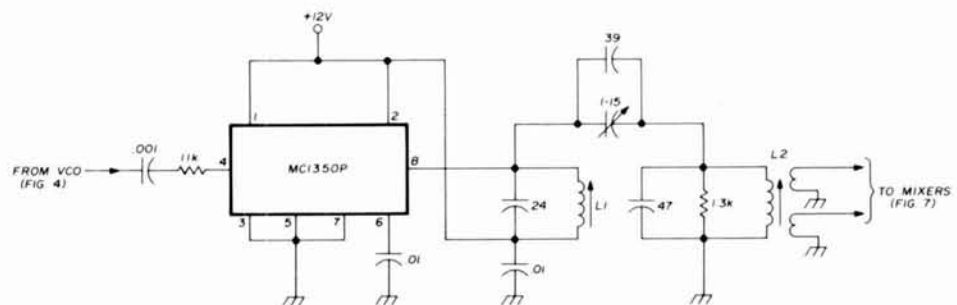 +12V
39
1-15
1
2
.001
11k
FROM VCO
(FIG. 4)
4
MC1350P
8
3
5
7
6
.01
24
L1
.01
47
1.3k
L2
TO MIXERS
(FIG. 7)